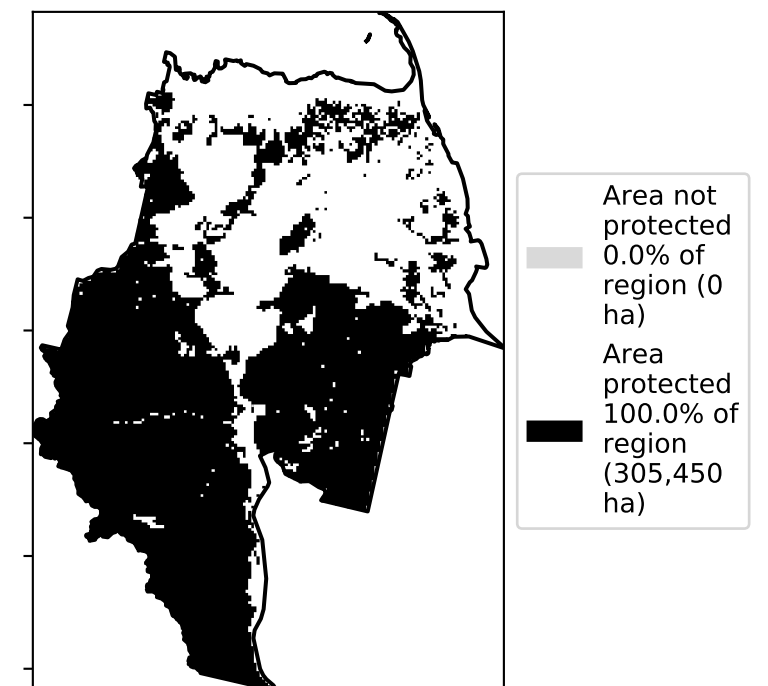 Area not
protected
0.0% of
region (0
ha)
Area
protected
100.0% of
region
(305,450
ha)